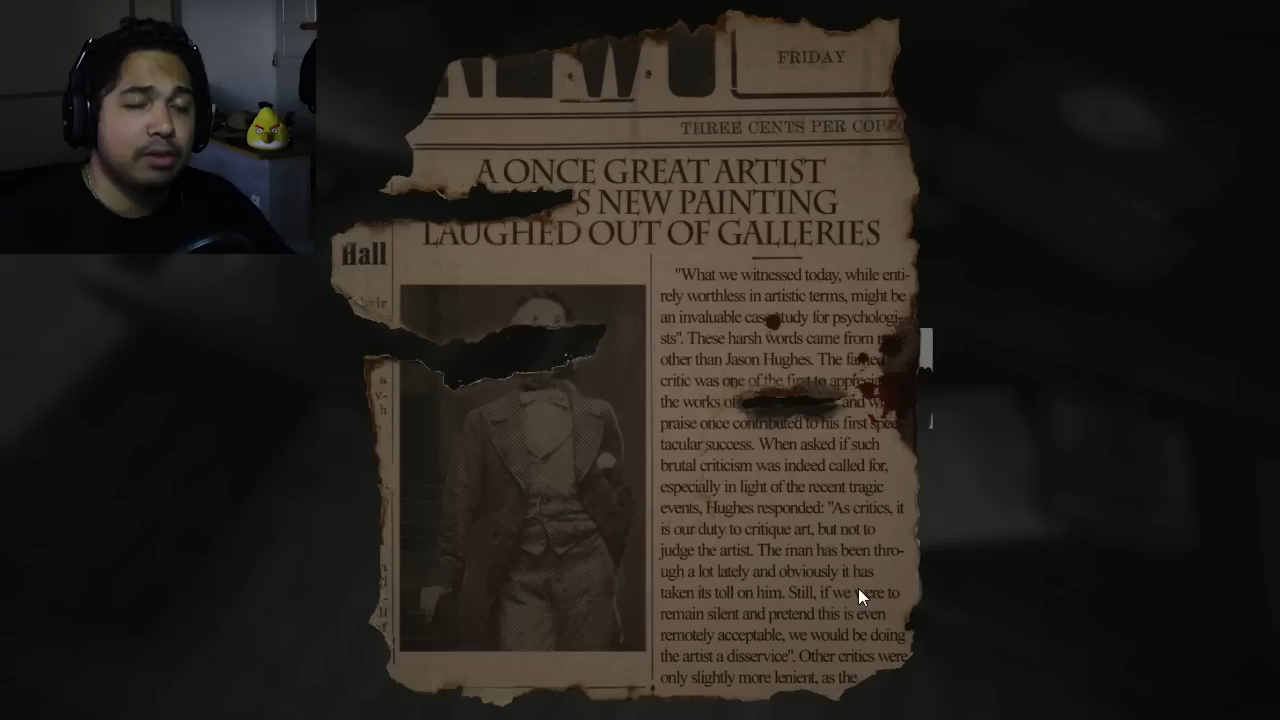 FRIDAY
THREE CENTS PER COPY
A ONCE GREAT ARTIST
'S NEW PAINTING
LAUGHED OUT OF GALLERIES
Hall
"What we witnessed today, while enti-
rely worthless in artistic terms, might be
an invaluable case study for psychologi-
sts". These harsh words came from
other than Jason Hughes. The famed
critic was one of the first to
the works of and
praise once contributed to his first spec-
tacular success. When asked if such
brutal criticism was indeed called for,
especially in light of the recent tragic
events, Hughes responded: "As critics, it
is our duty to critique art, but not to
judge the artist. The man has been thro-
ugh a lot lately and obviously it has
taken its toll on him. Still, if we were to
remain silent and pretend this is even
remotely acceptable, we would be doing
the artist a disservice". Other critics were
only slightly more lenient, as the